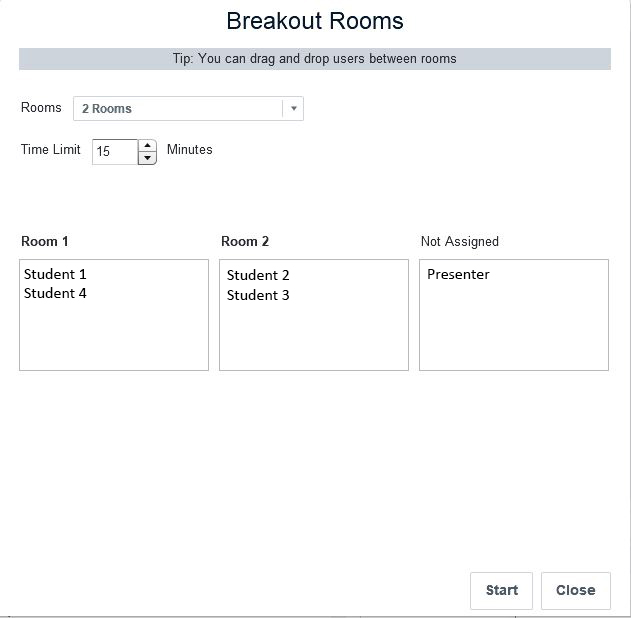 Breakout Rooms
Tip: You can drag and drop users between rooms
Rooms 2 Rooms
Time Limit 15 Minutes
Room 1 Room 2 Not Assigned
Student 1 Student 2 Presenter
Student 4 Student 3
Start Close